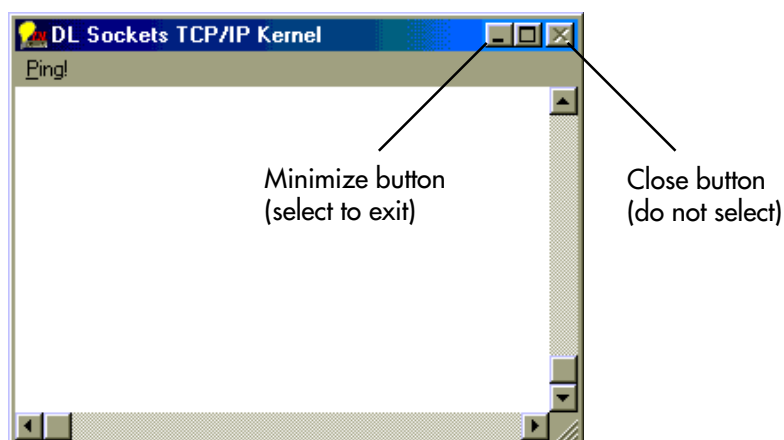 DL Sockets TCP/IP Kernel
Ping!
Minimize button
(select to exit)
Close button
(do not select)